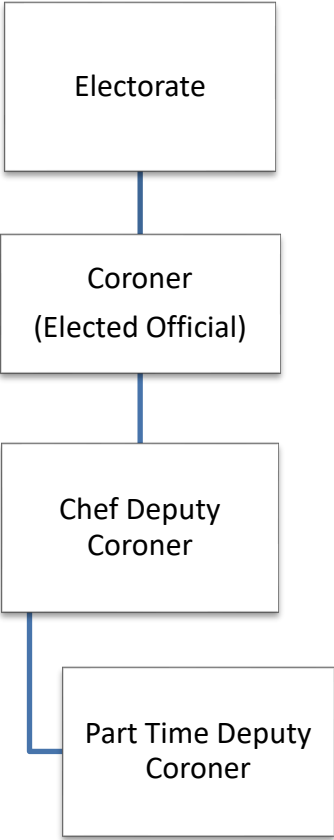 Electorate
Coroner
(Elected Official)
Chef Deputy
Coroner
Part Time Deputy
Coroner